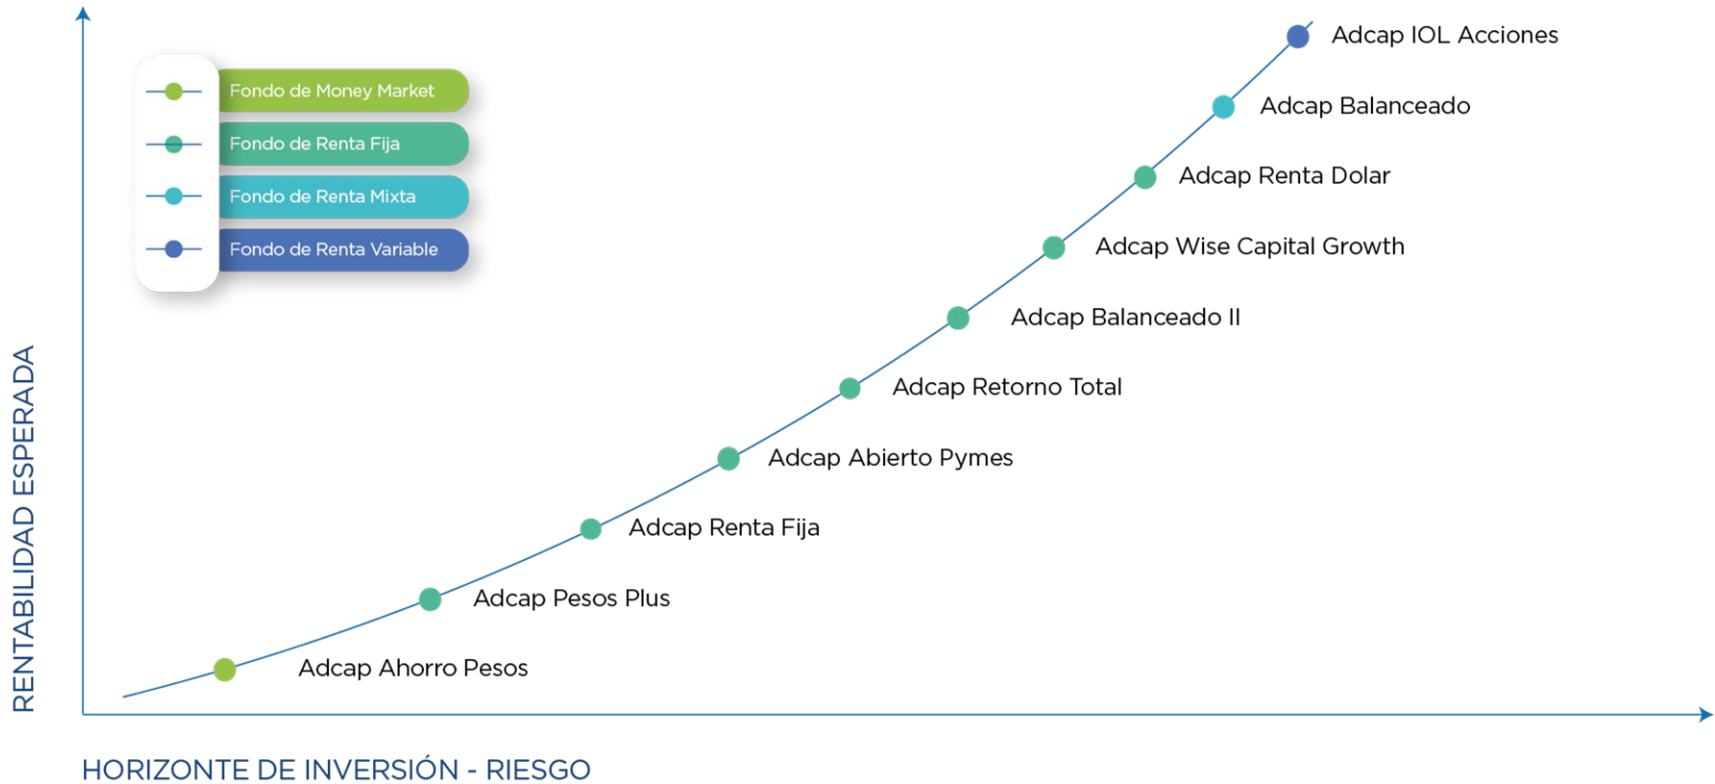 Adcap IOL Acciones
Fondo de Money Market
Adcap Balanceado
Fondo de Renta Fija
Adcap Renta Dolar
Fondo de Renta Mixta
Adcap Wise Capital Growth
Fondo de Renta Variable
Adcap Balanceado II
Adcap Retorno Total
Adcap Abierto Pymes
Adcap Renta Fija
Adcap Pesos Plus
Adcap Ahorro Pesos
RENTABILIDAD ESPERADA
HORIZONTE DE INVERSIÓN - RIESGO